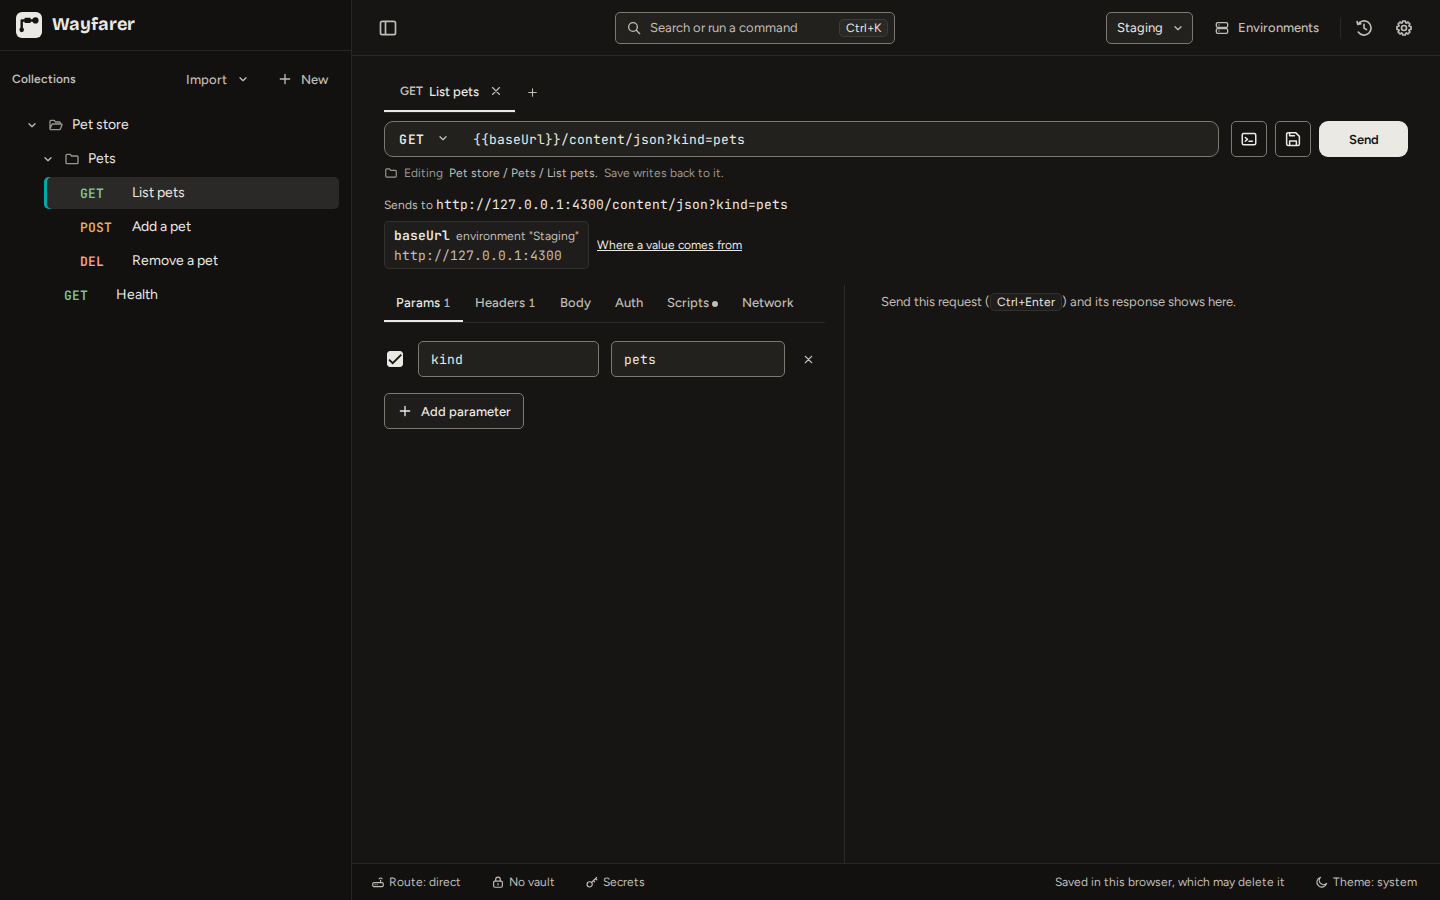 Wayfarer
Search or run a command Ctrl+K
Staging
Environments
Collections
Import
New
Pet store
Pets
GET List pets
POST Add a pet
DEL Remove a pet
GET Health
GET List pets
GET {{baseUrl}}/content/json?kind=pets
Send
Editing Pet store / Pets / List pets. Save writes back to it.
Sends to http://127.0.0.1:4300/content/json?kind=pets
baseUrl environment "Staging"
http://127.0.0.1:4300
Where a value comes from
Params 1 Headers 1 Body Auth Scripts Network
kind pets
Add parameter
Send this request (Ctrl+Enter) and its response shows here.
Route: direct No vault Secrets
Saved in this browser, which may delete it
Theme: system